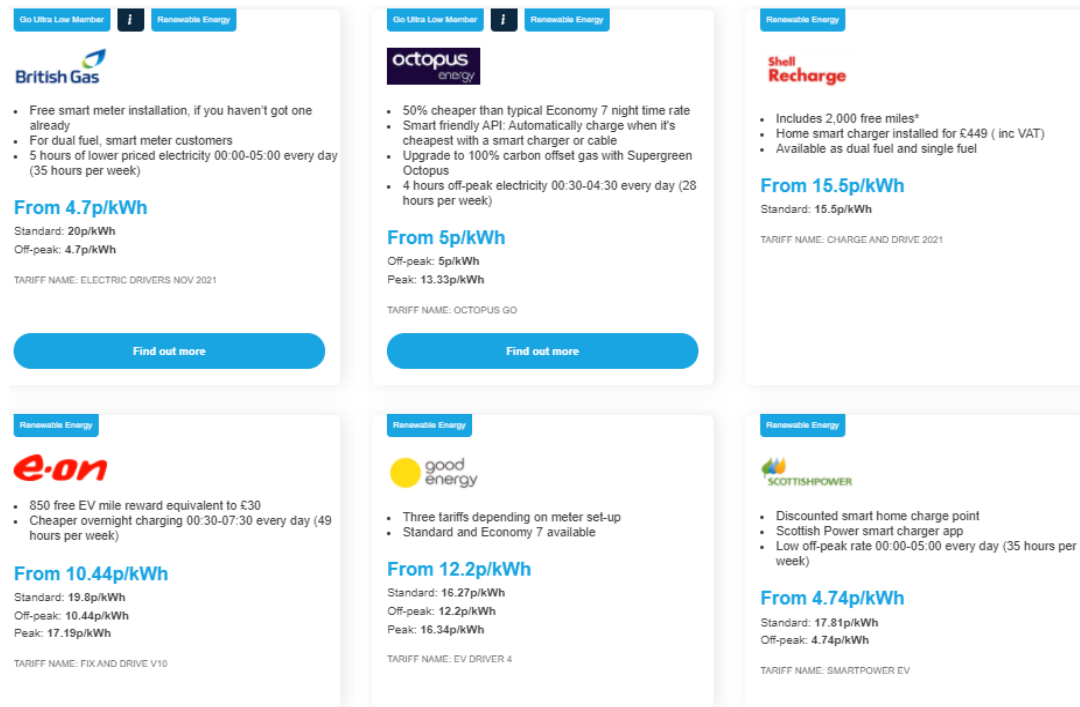 Go Ultra Low Member i Renewable Energy
British Gas
Free smart meter installation, if you haven't got one
already
For dual fuel, smart meter customers
5 hours of lower priced electricity 00:00-05:00 every day
(35 hours per week)
From 4.7p/kWh
Standard: 20p/kWh
Off-peak: 4.7p/kWh
TARIFF NAME: ELECTRIC DRIVERS NOV 2021
Find out more
Go Ultra Low Member i Renewable Energy
octopus
energy
50% cheaper than typical Economy 7 night time rate
Smart friendly API: Automatically charge when it's
cheapest with a smart charger or cable
Upgrade to 100% carbon offset gas with Supergreen
Octopus
4 hours off-peak electricity 00:30-04:30 every day (28
hours per week)
From 5p/kWh
Off-peak: 5p/kWh
Peak: 13.33p/kWh
TARIFF NAME: OCTOPUS GO
Find out more
Renewable Energy
Shell
Recharge
Includes 2,000 free miles*
Home smart charger installed for £449 ( inc VAT)
Available as dual fuel and single fuel
From 15.5p/kWh
Standard: 15.5p/kWh
TARIFF NAME: CHARGE AND DRIVE 2021
Renewable Energy
e·on
850 free EV mile reward equivalent to £30
Cheaper overnight charging 00:30-07:30 every day (49
hours per week)
From 10.44p/kWh
Standard: 19.8p/kWh
Off-peak: 10.44p/kWh
Peak: 17.19p/kWh
TARIFF NAME: FIX AND DRIVE V10
Renewable Energy
good
energy
Three tariffs depending on meter set-up
Standard and Economy 7 available
From 12.2p/kWh
Standard: 16.27p/kWh
Off-peak: 12.2p/kWh
Peak: 16.34p/kWh
TARIFF NAME: EV DRIVER 4
Renewable Energy
SCOTTISHPOWER
Discounted smart home charge point
Scottish Power smart charger app
Low off-peak rate 00:00-05:00 every day (35 hours per
week)
From 4.74p/kWh
Standard: 17.81p/kWh
Off-peak: 4.74p/kWh
TARIFF NAME: SMARTPOWER EV